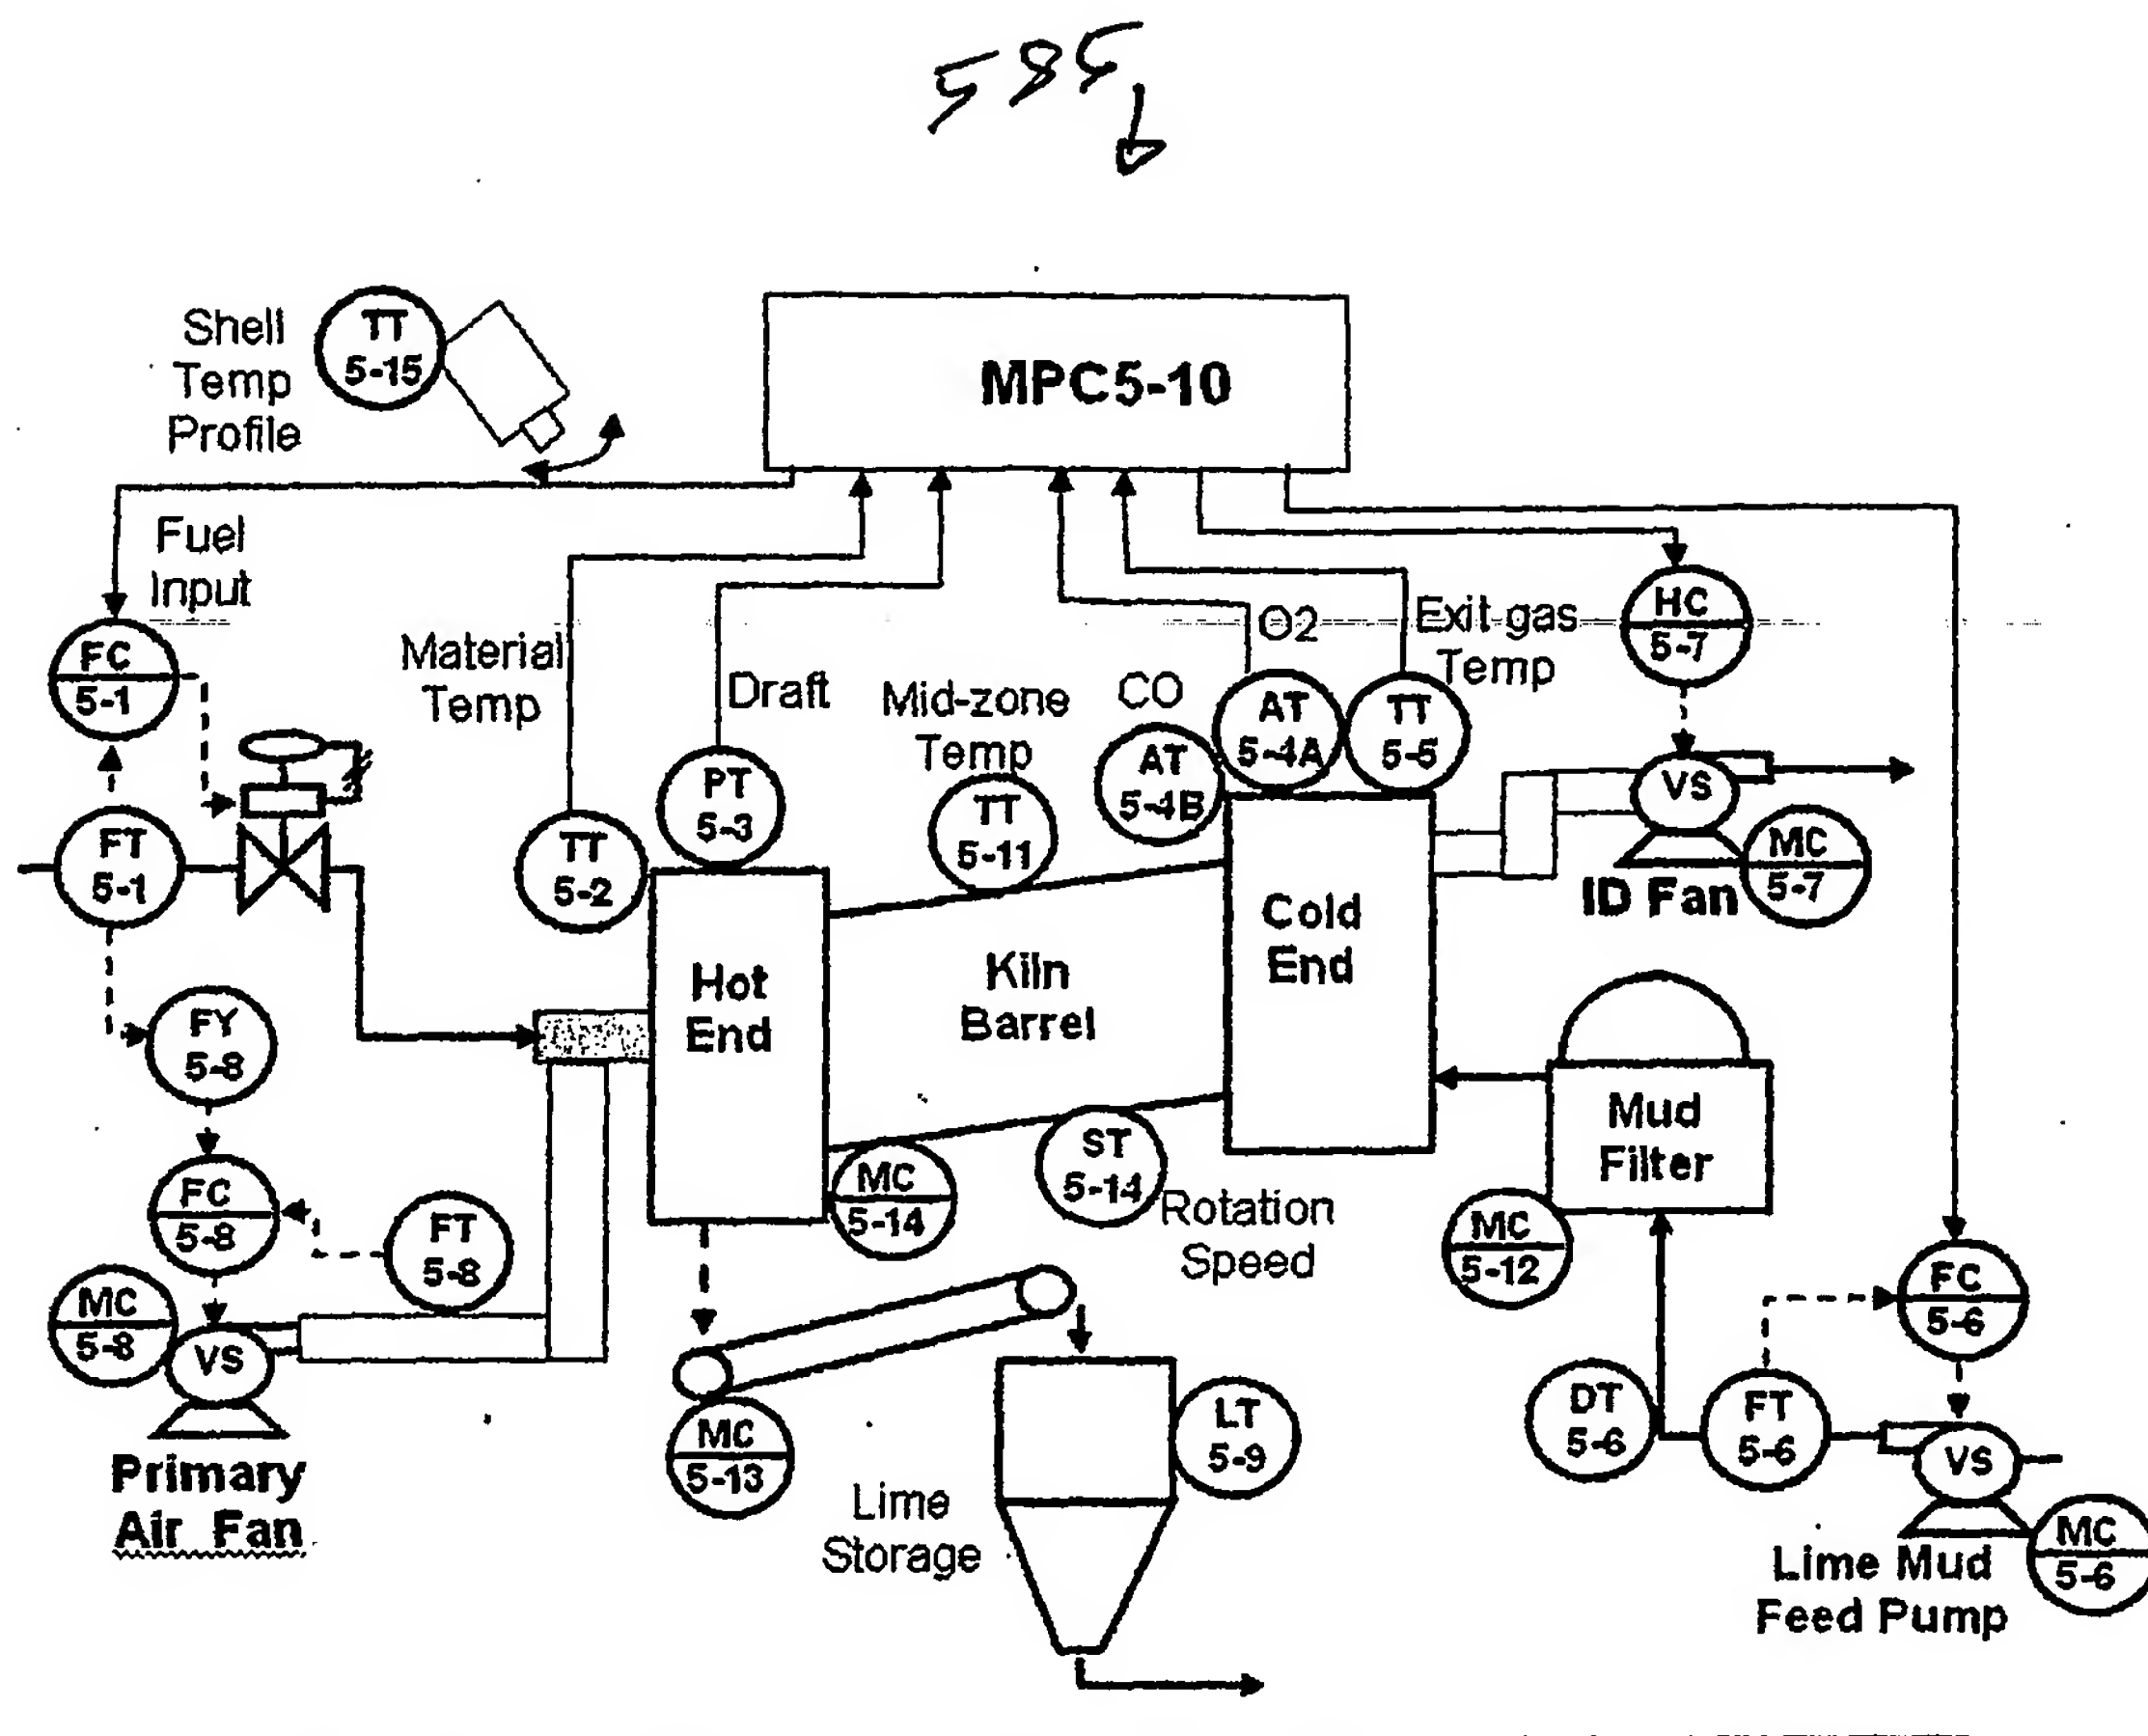 5956
MPC5-10
Shell
Temp
Profile
TT
5-15
Fuel
Input
FC
5-1
FT
5-1
Material
Temp
TT
5-2
Draft
PT
5-3
Mid-zone
Temp
TT
5-11
CO
AT
5-4B
O2
AT
5-4A
Exit gas
Temp
TT
5-5
HC
5-7
VS
MC
5-7
ID Fan
Hot
End
Kiln
Barrel
Cold
End
FY
5-8
FC
5-8
FT
5-8
MC
5-8
VS
Primary
Air Fan
MC
5-14
ST
5-14
Rotation
Speed
Mud
Filter
MC
5-12
FC
5-6
DT
5-6
FT
5-6
VS
MC
5-6
Lime Mud
Feed Pump
MC
5-13
Lime
Storage
LT
5-9